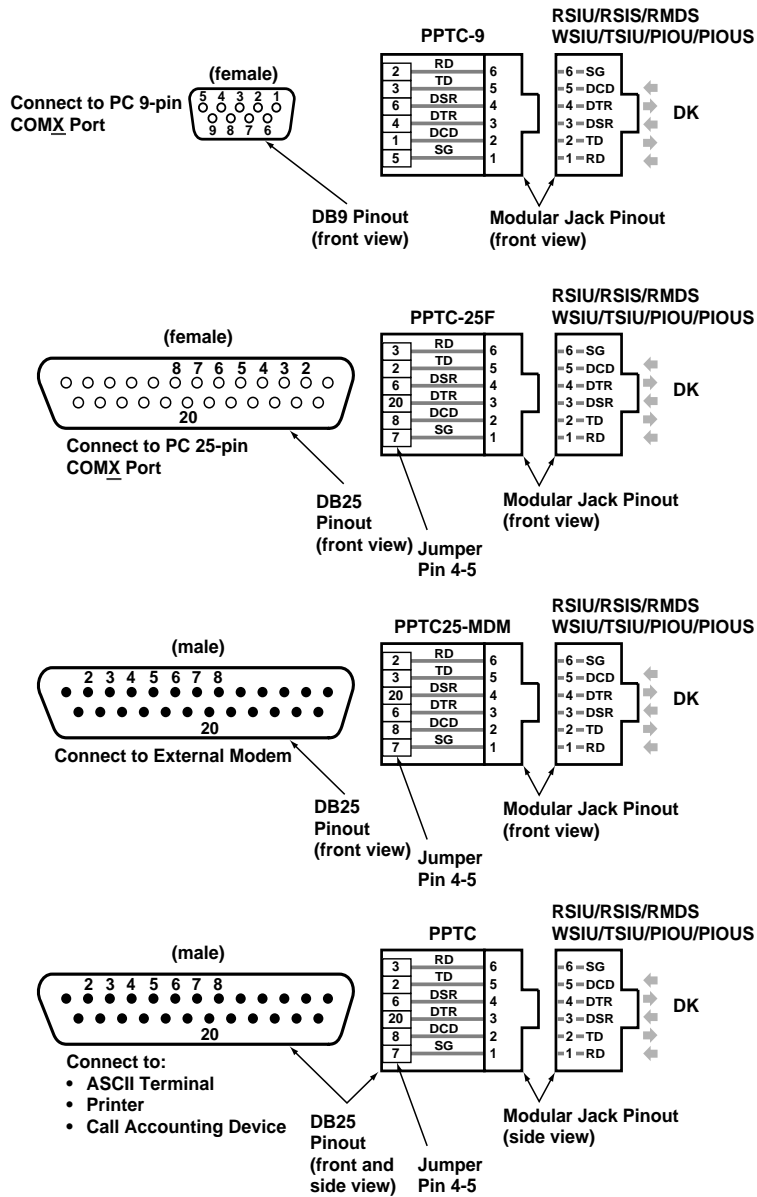 RSIU/RSIS/RMDS
PPTC-9 WSIU/TSIU/PIOU/PIOUS
(female)
Connect to PC 9-pin
COMX Port
5 4 3 2 1
9 8 7 6
2 RD 6
3 TD 5
6 DSR 4
4 DTR 3
1 DCD 2
5 SG 1
6 SG
5 DCD
4 DTR
3 DSR
2 TD
1 RD
DK
DB9 Pinout
(front view)
Modular Jack Pinout
(front view)
RSIU/RSIS/RMDS
PPTC-25F WSIU/TSIU/PIOU/PIOUS
(female)
8 7 6 5 4 3 2
20
Connect to PC 25-pin
COMX Port
3 RD 6
2 TD 5
6 DSR 4
20 DTR 3
8 DCD 2
7 SG 1
6 SG
5 DCD
4 DTR
3 DSR
2 TD
1 RD
DK
DB25
Pinout
(front view)
Jumper
Pin 4-5
Modular Jack Pinout
(front view)
RSIU/RSIS/RMDS
PPTC25-MDM WSIU/TSIU/PIOU/PIOUS
(male)
2 3 4 5 6 7 8
20
Connect to External Modem
2 RD 6
3 TD 5
20 DSR 4
6 DTR 3
8 DCD 2
7 SG 1
6 SG
5 DCD
4 DTR
3 DSR
2 TD
1 RD
DK
DB25
Pinout
(front view)
Jumper
Pin 4-5
Modular Jack Pinout
(front view)
RSIU/RSIS/RMDS
PPTC WSIU/TSIU/PIOU/PIOUS
(male)
2 3 4 5 6 7 8
20
Connect to:
• ASCII Terminal
• Printer
• Call Accounting Device
3 RD 6
2 TD 5
6 DSR 4
20 DTR 3
8 DCD 2
7 SG 1
6 SG
5 DCD
4 DTR
3 DSR
2 TD
1 RD
DK
DB25
Pinout
(front and
side view)
Jumper
Pin 4-5
Modular Jack Pinout
(side view)